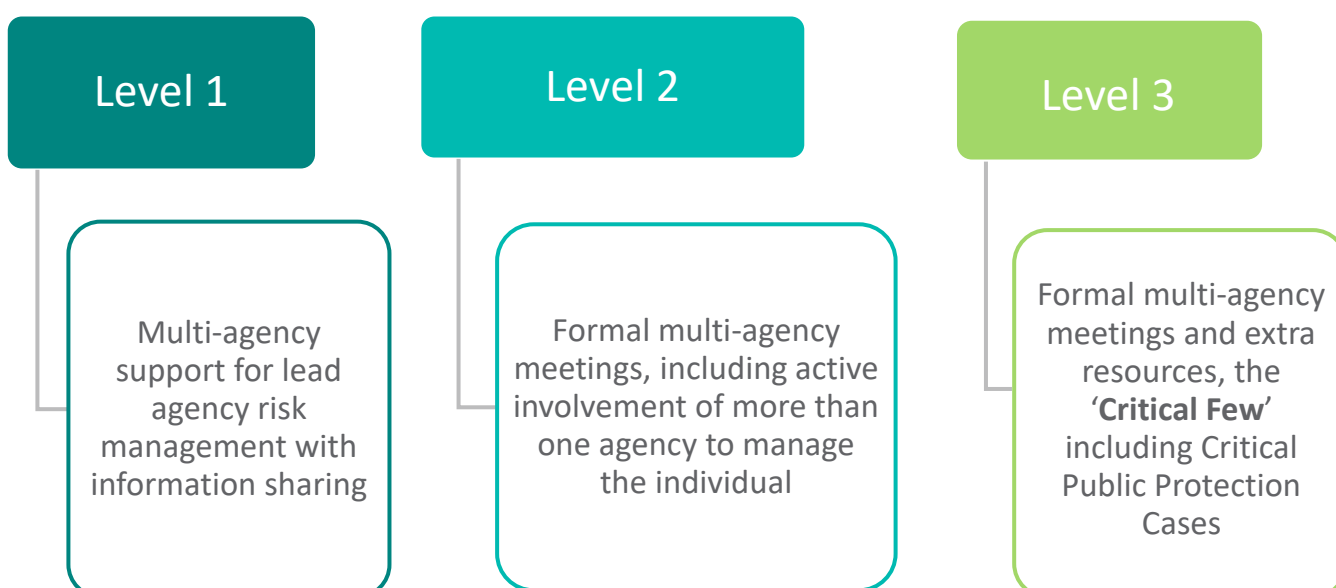 Level 1
Multi-agency
support for lead
agency risk
management with
information sharing
Level 2
Formal multi-agency
meetings, including active
involvement of more than
one agency to manage
the individual
Level 3
Formal multi-agency
meetings and extra
resources, the
‘Critical Few’
including Critical
Public Protection
Cases